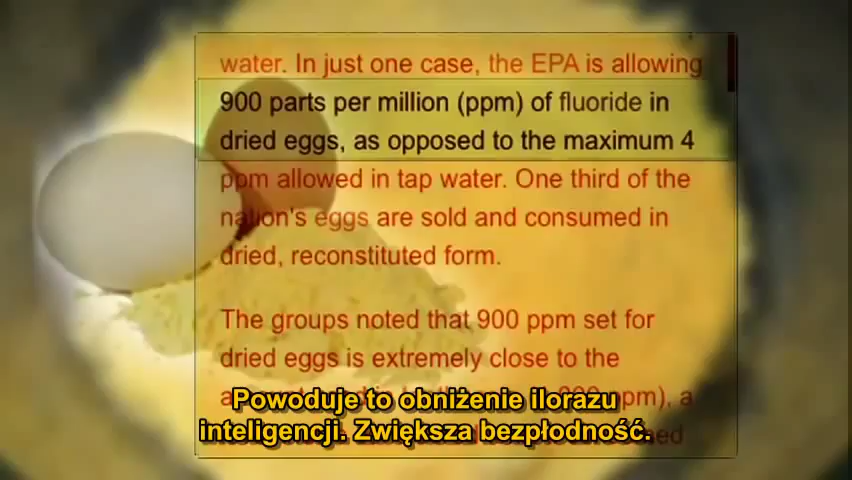 water. In just one case, the EPA is allowing
900 parts per million (ppm) of fluoride in
dried eggs, as opposed to the maximum 4
ppm allowed in tap water. One third of the
nation's eggs are sold and consumed in
dried, reconstituted form.
The groups noted that 900 ppm set for
dried eggs is extremely close to the
Powoduje to obniżenie ilorazu
inteligencji. Zwiększa bezpłodność.